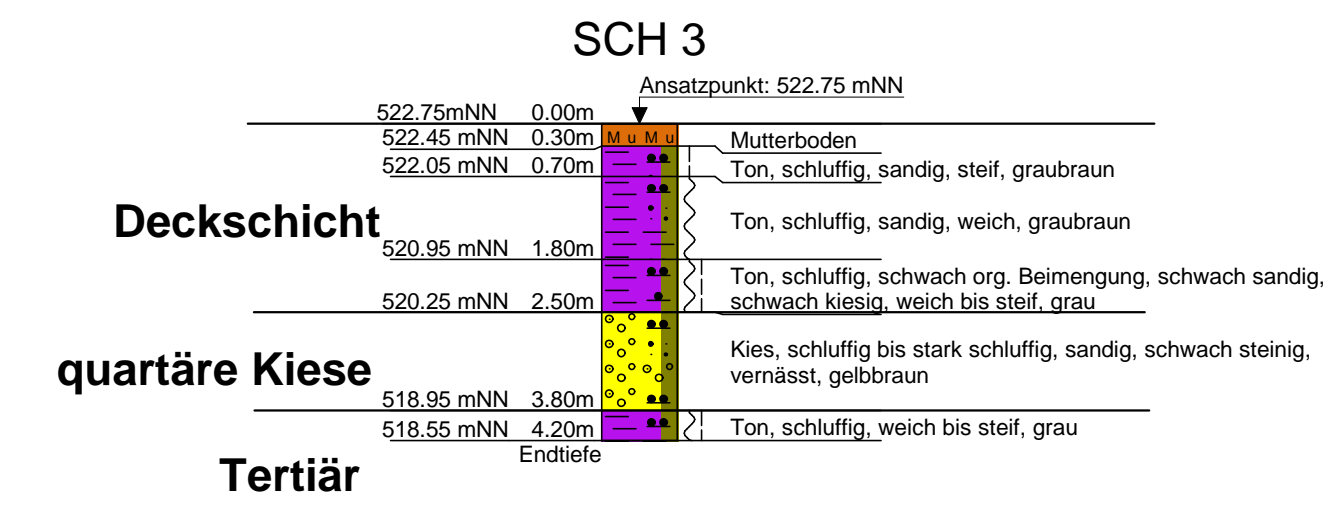 SCH 3
Ansatzpunkt: 522.75 mNN
522.75mNN 0.00m
522.45 mNN 0.30m
M u M u
Mutterboden
522.05 mNN 0.70m
Ton, schluffig, sandig, steif, graubraun
Deckschicht
Ton, schluffig, sandig, weich, graubraun
520.95 mNN 1.80m
Ton, schluffig, schwach org. Beimengung, schwach sandig,
schwach kiesig, weich bis steif, grau
520.25 mNN 2.50m
quartäre Kiese
Kies, schluffig bis stark schluffig, sandig, schwach steinig,
vernässt, gelbbraun
518.95 mNN 3.80m
518.55 mNN 4.20m
Ton, schluffig, weich bis steif, grau
Endtiefe
Tertiär